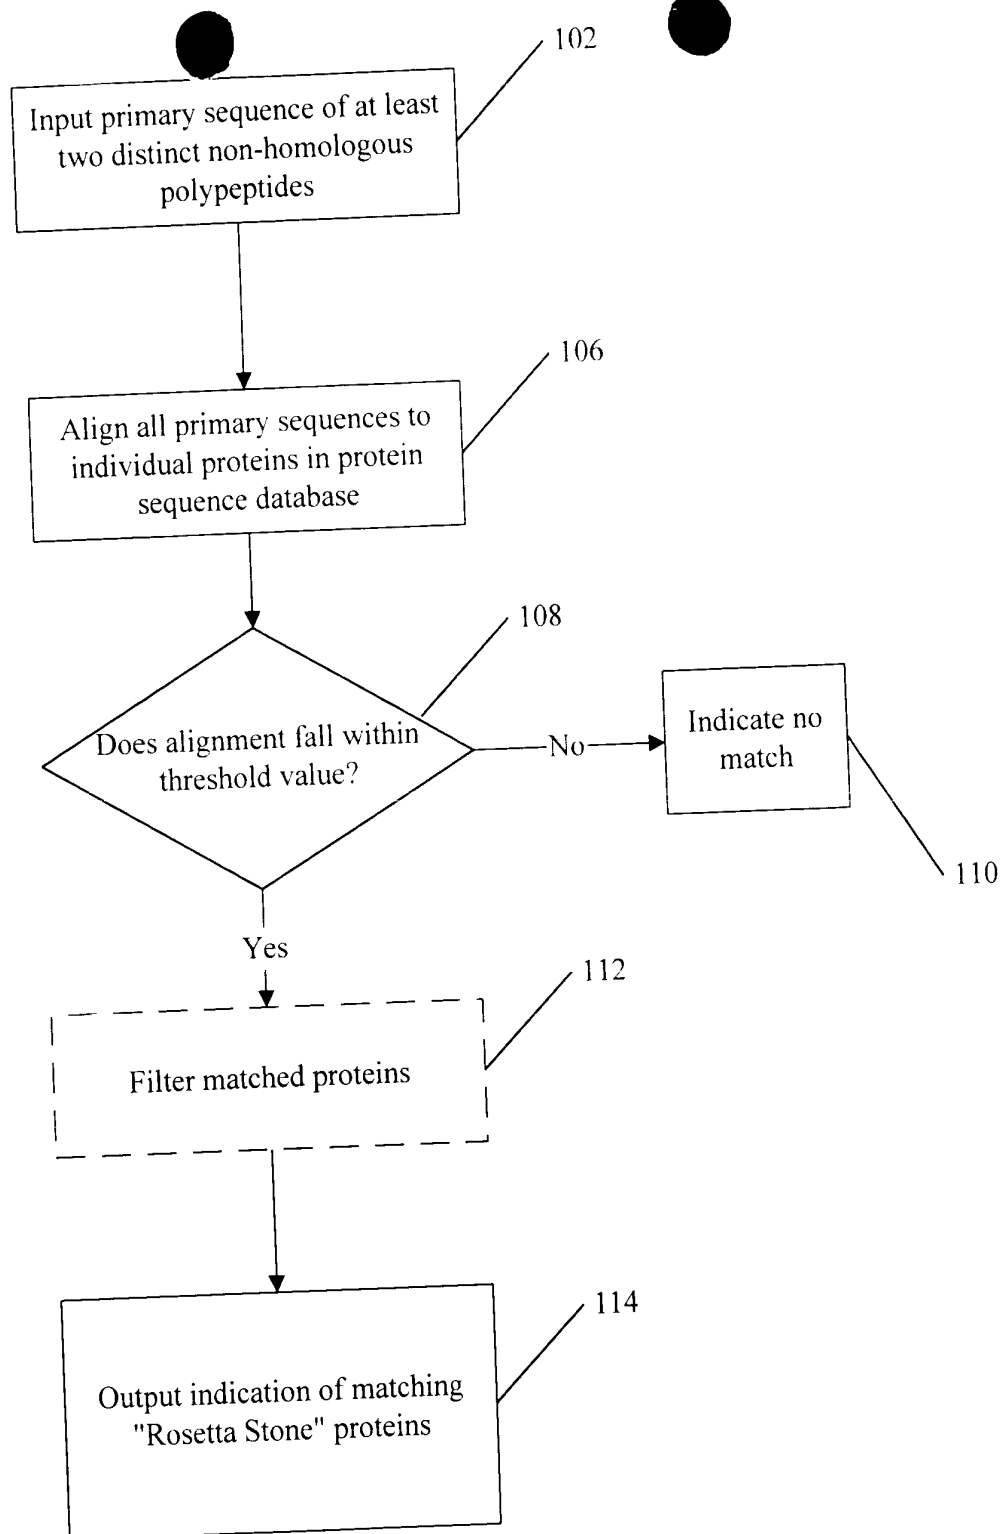 102
Input primary sequence of at least
two distinct non-homologous
polypeptides
106
Align all primary sequences to
individual proteins in protein
sequence database
108
Does alignment fall within
threshold value?
No
Indicate no
match
110
Yes
112
Filter matched proteins
114
Output indication of matching
"Rosetta Stone" proteins